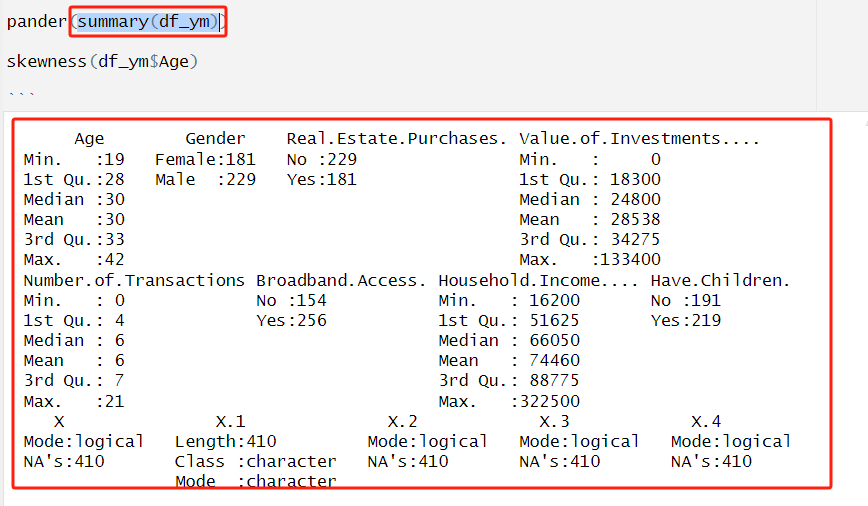 pander(summary(df_ym))
skewness(df_ym$Age)
```
Age Gender Real.Estate.Purchases. Value.of.Investments....
Min. :19 Female:181 No :229 Min. : 0
1st Qu.:28 Male :229 Yes:181 1st Qu.: 18300
Median :30 Median : 24800
Mean :30 Mean : 28538
3rd Qu.:33 3rd Qu.: 34275
Max. :42 Max. :133400
Number.of.Transactions Broadband.Access. Household.Income.... Have.Children.
Min. : 0 No :154 Min. : 16200 No :191
1st Qu.: 4 Yes:256 1st Qu.: 51625 Yes:219
Median : 6 Median : 66050
Mean : 6 Mean : 74460
3rd Qu.: 7 3rd Qu.: 88775
Max. :21 Max. :322500
X X.1 X.2 X.3 X.4
Mode:logical Length:410 Mode:logical Mode:logical Mode:logical
NA's:410 Class :character NA's:410 NA's:410 NA's:410
Mode :character